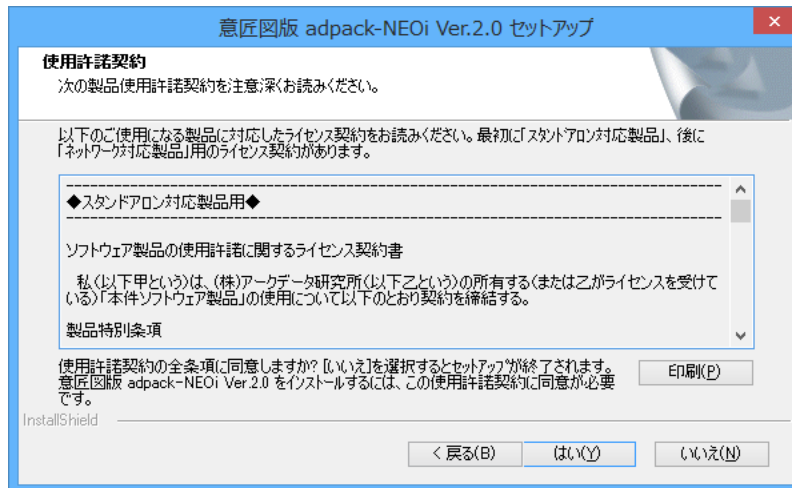 意匠図版 adpack-NEOi Ver.2.0 セットアップ
使用許諾契約
次の製品使用許諾契約を注意深くお読みください。
以下のご使用になる製品に対応したライセンス契約をお読みください。最初に「スタンドアロン対応製品」、後に
「ネットワーク対応製品」用のライセンス契約があります。
------------------------------------------------------------
◆スタンドアロン対応製品用◆
------------------------------------------------------------
ソフトウェア製品の使用許諾に関するライセンス契約書
私(以下甲という)は、(株)アークデータ研究所(以下乙という)の所有する(または乙がライセンスを受けて
いる)「本件ソフトウェア製品」の使用について以下のとおり契約を締結する。
製品特別条項
使用許諾契約の全条項に同意しますか? [いいえ]を選択するとセットアップが終了されます。
意匠図版 adpack-NEOi Ver.2.0 をインストールするには、この使用許諾契約に同意が必要
です。
印刷(P)
InstallShield
< 戻る(B)
はい(Y)
いいえ(N)